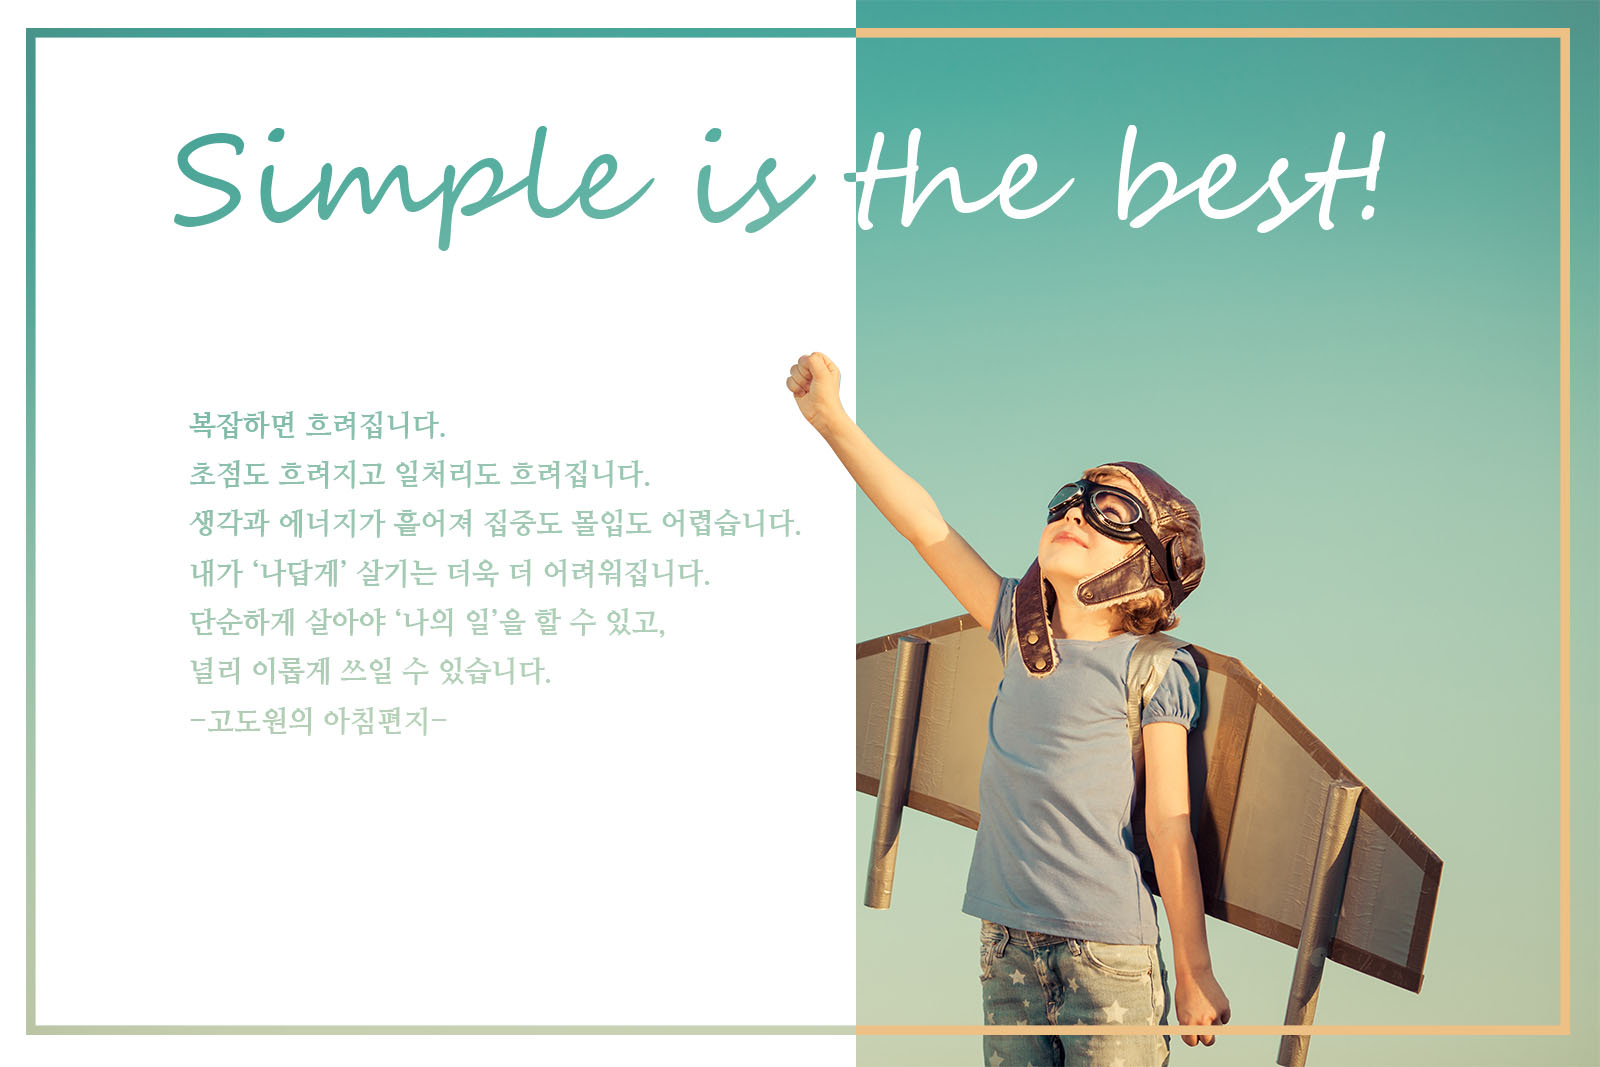 Simple is the best!
복잡하면 흐려집니다.
초점도 흐려지고 일처리도 흐려집니다.
생각과 에너지가 흩어져 집중도 몰입도 어렵습니다.
내가 ‘나답게’ 살기는 더욱 더 어려워집니다.
단순하게 살아야 ‘나의 일’을 할 수 있고,
널리 이롭게 쓰일 수 있습니다.
-고도원의 아침편지-